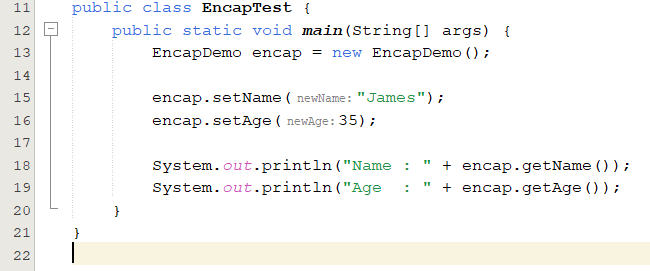 11 public class EncapTest {
12 public static void main(String[] args) {
13 EncapDemo encap = new EncapDemo();
14
15 encap.setName( newName: "James");
16 encap.setAge( newAge: 35);
17
18 System.out.println("Name : " + encap.getName());
19 System.out.println("Age  : " + encap.getAge());
20 }
21 }
22